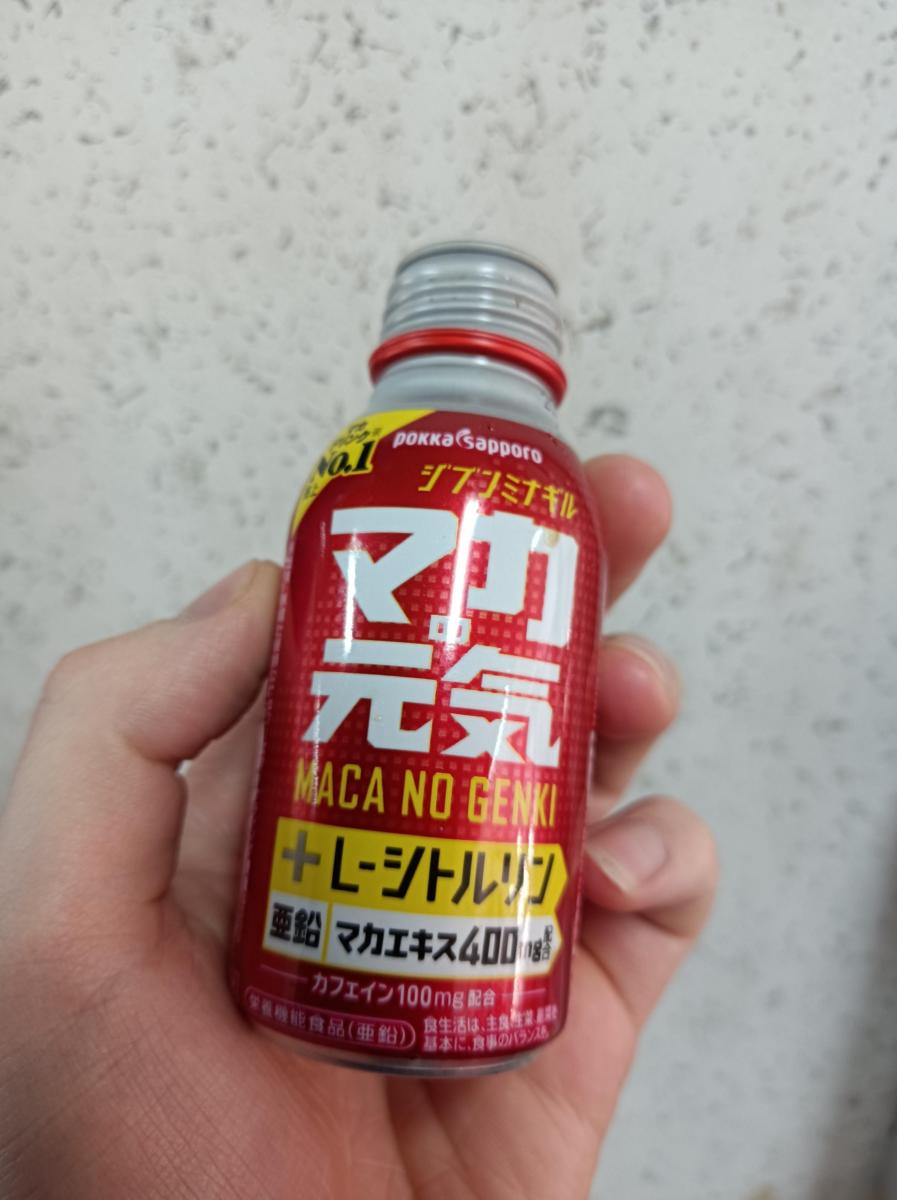 No.1
POKKA sapporo
ジブンミナギル
マカ
の
元気
MACA NO GENKI
+L-シトルリン
亜鉛 マカエキス400mg配合
カフェイン100mg配合
栄養機能食品(亜鉛)
食生活は、主食、主菜、副菜を
基本に、食事のバランスを。